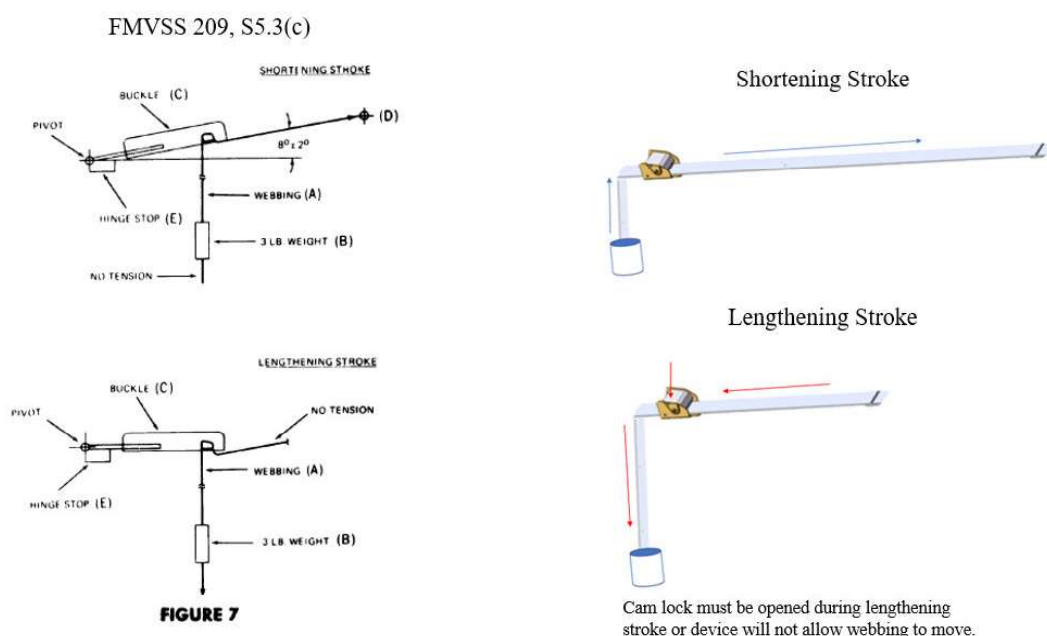 FMVSS 209, S5.3(c)
SHORTENING STROKE
BUCKLE (C)
(D)
PIVOT
8° ± 2°
WEBBING (A)
HINGE STOP (E)
3 LB WEIGHT (B)
NO TENSION
LENGTHENING STROKE
BUCKLE (C)
NO TENSION
PIVOT
WEBBING (A)
HINGE STOP (E)
3 LB WEIGHT (B)
FIGURE 7
Shortening Stroke
Lengthening Stroke
Cam lock must be opened during lengthening
stroke or device will not allow webbing to move.